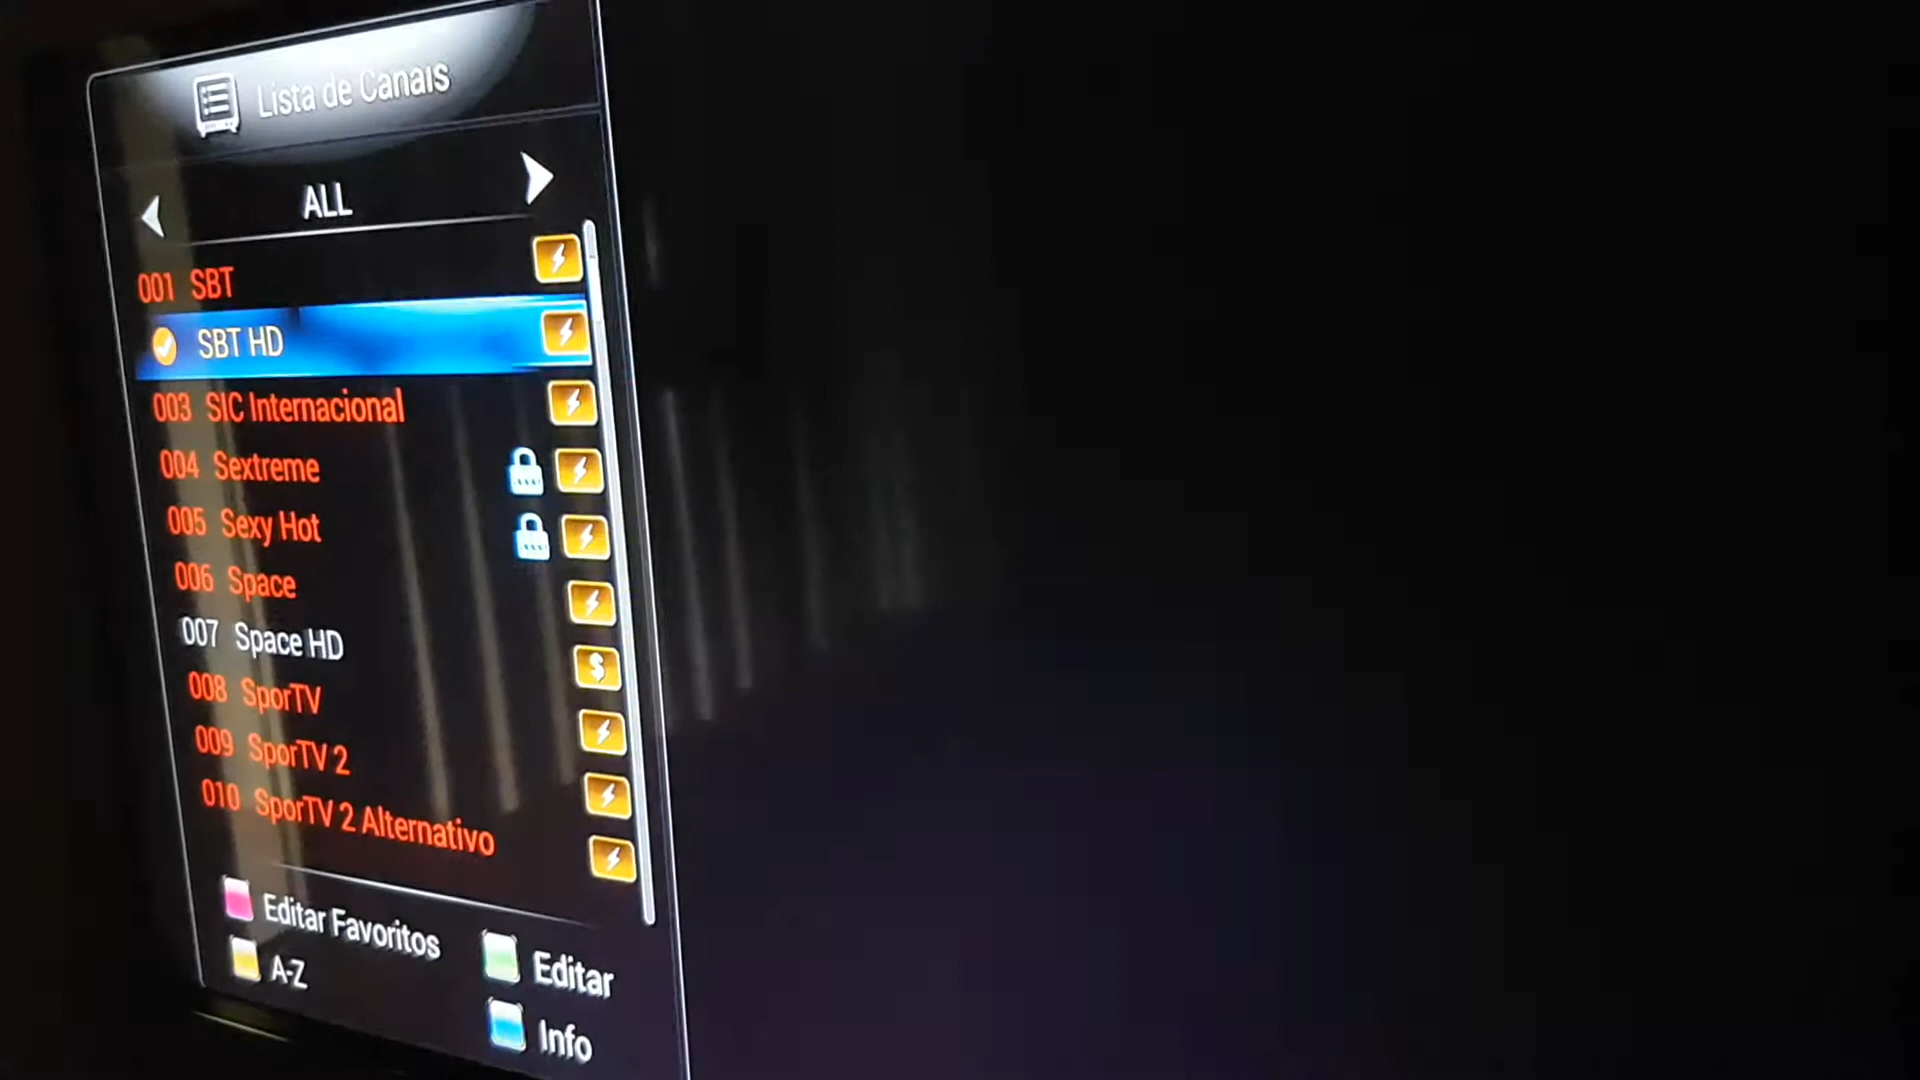 Lista de Canais
ALL
001 SBT
SBT HD
003 SIC Internacional
004 Sextreme
005 Sexy Hot
006 Space
007 Space HD
$
008 SporTV
009 SporTV 2
010 SporTV 2 Alternativo
Editar Favoritos
Editar
A-Z
Info